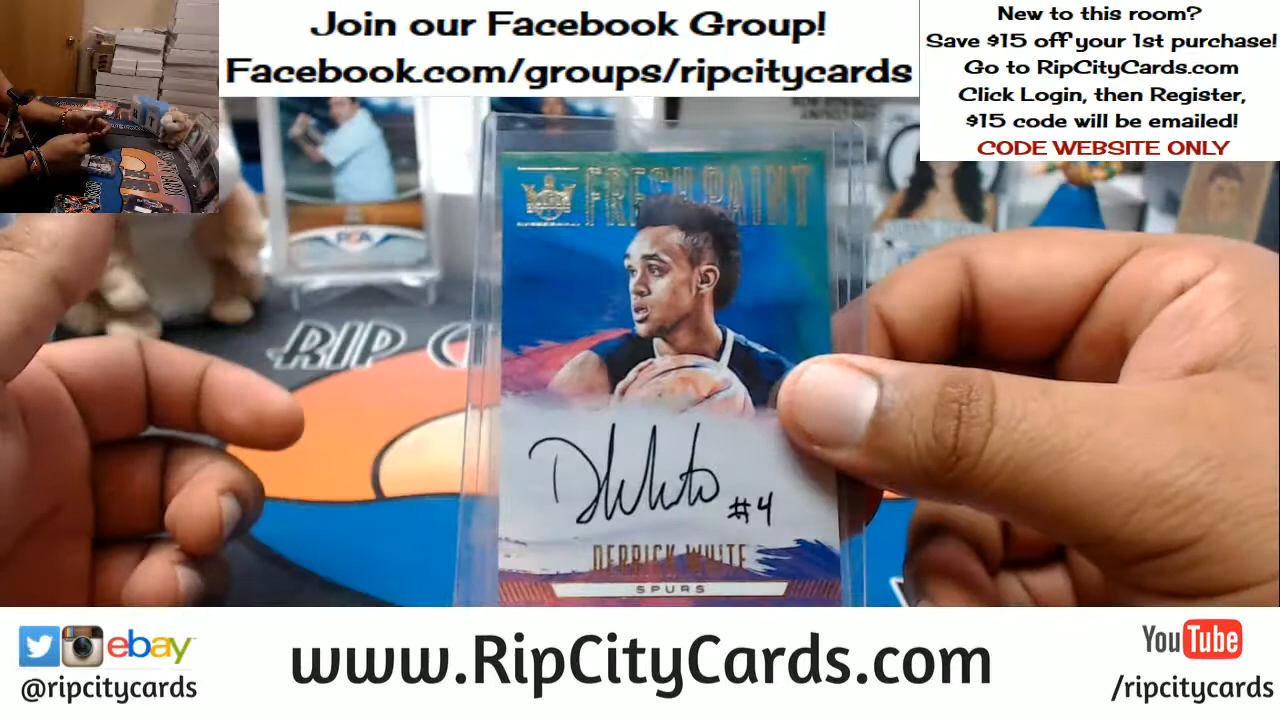 Join our Facebook Group!
Facebook.com/groups/ripcitycards
New to this room?
Save $15 off your 1st purchase!
Go to RipCityCards.com
Click Login, then Register,
$15 code will be emailed!
CODE WEBSITE ONLY
FRESH PAINT
PSA
RIP C
#4
DERRICK WHITE
SPURS
ebay
@ripcitycards
www.RipCityCards.com
YouTube
/ripcitycards